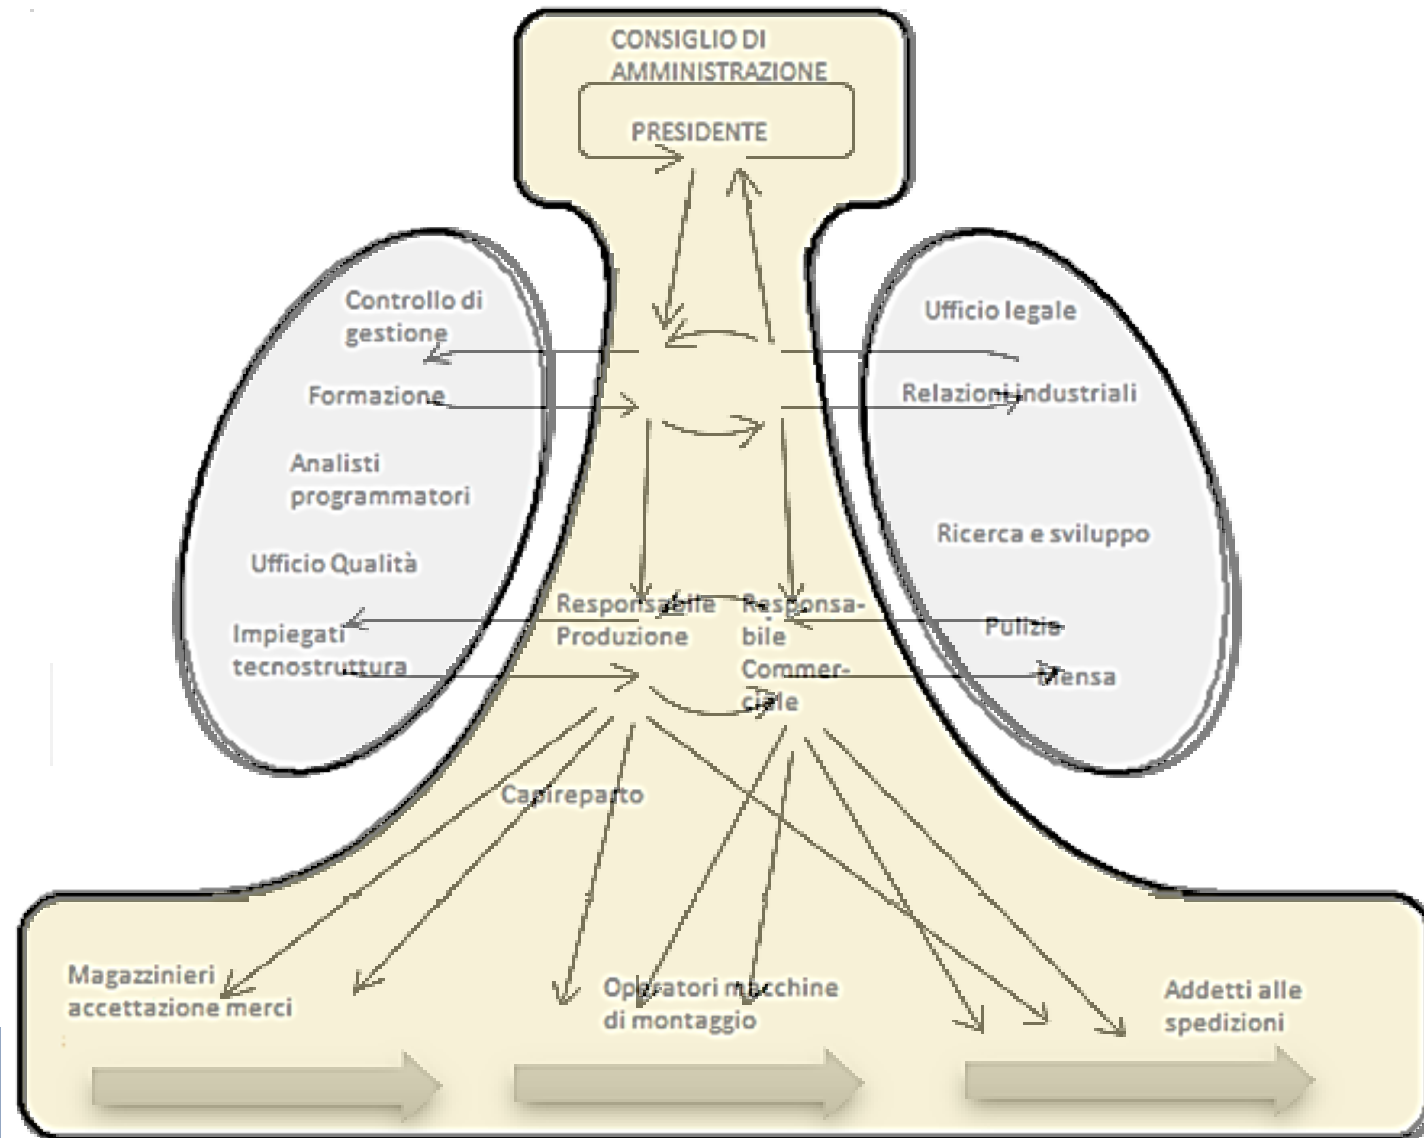 CONSIGLIO DI
AMMINISTRAZIONE
PRESIDENTE
Controllo di
gestione
Formazione
Analisti
programmatori
Ufficio Qualità
Impiegati
tecnostruttura
Ufficio legale
Relazioni industriali
Ricerca e sviluppo
Pulizia
Mensa
Responsabile
Produzione
Responsa-
bile
Commer-
ciale
Capireparto
Magazzinieri
accettazione merci
Operatori macchine
di montaggio
Addetti alle
spedizioni